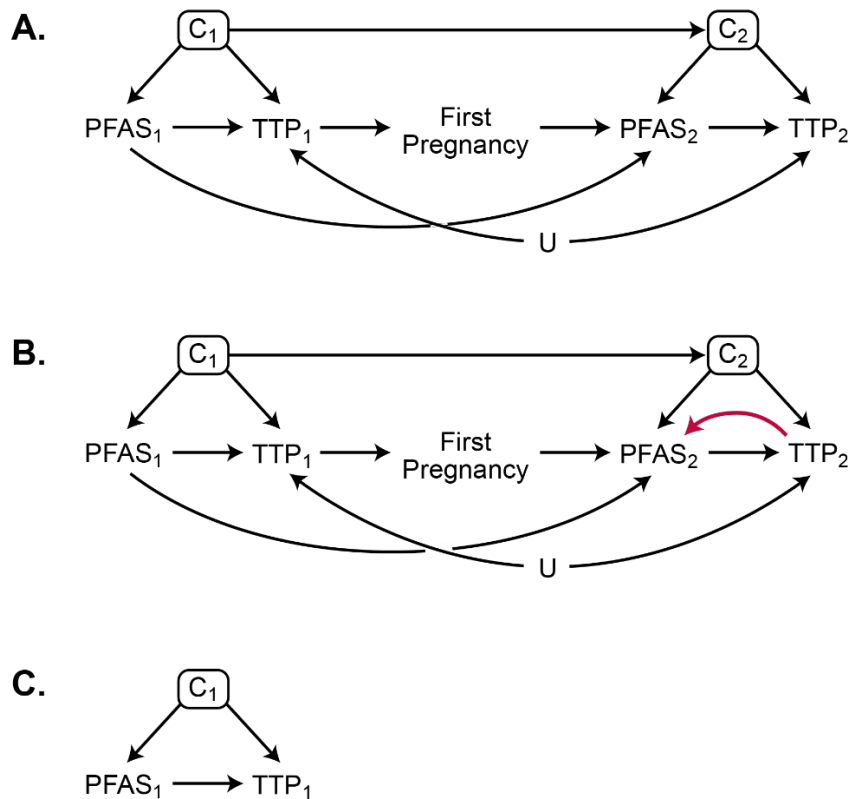 A.
C₁ C₂
PFAS₁ TTP₁ First Pregnancy PFAS₂ TTP₂
U
B.
C₁ C₂
PFAS₁ TTP₁ First Pregnancy PFAS₂ TTP₂
U
C.
C₁
PFAS₁ TTP₁